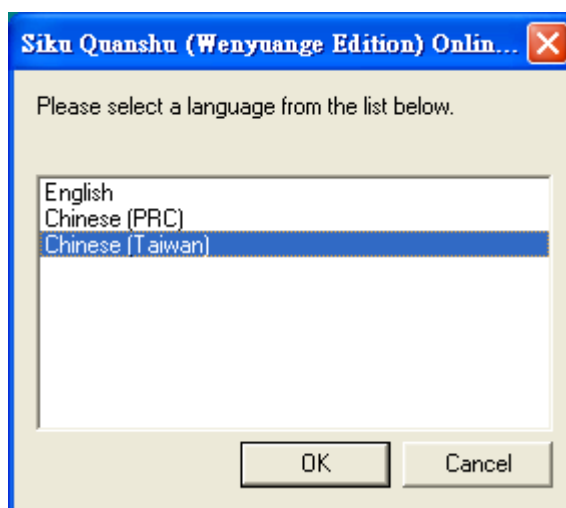 Siku Quanshu (Wenyuange Edition) Onlin...
Please select a language from the list below.
English
Chinese (PRC)
Chinese (Taiwan)
OK Cancel